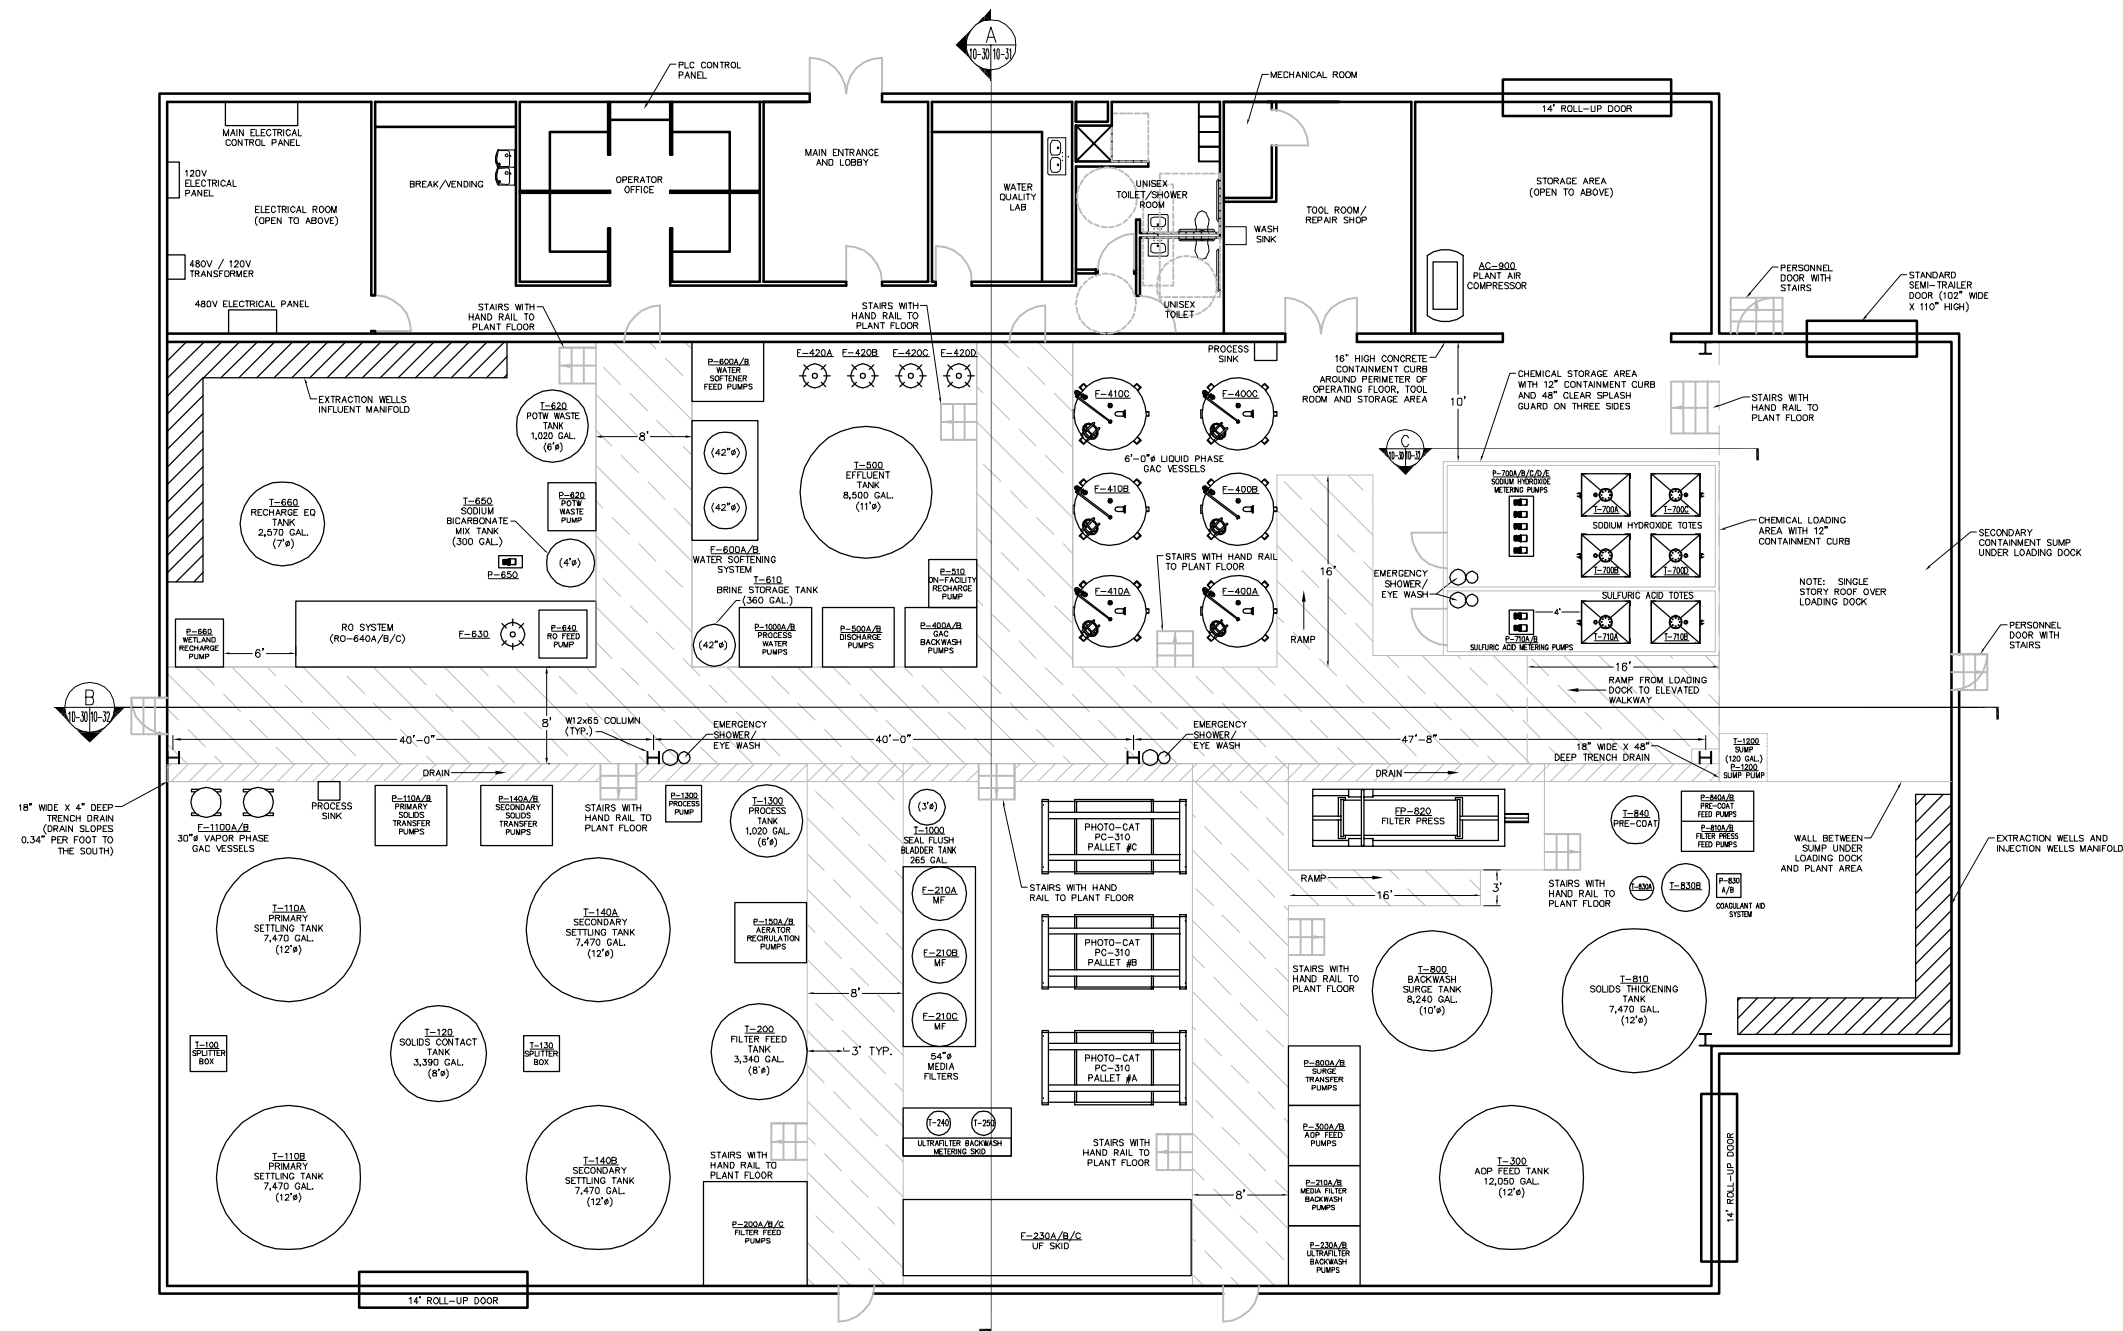 A
10-30 10-31
PLC CONTROL
PANEL
MECHANICAL ROOM
14' ROLL-UP DOOR
MAIN ELECTRICAL
CONTROL PANEL
120V
ELECTRICAL
PANEL
ELECTRICAL ROOM
(OPEN TO ABOVE)
480V / 120V
TRANSFORMER
480V ELECTRICAL PANEL
BREAK/VENDING
OPERATOR
OFFICE
MAIN ENTRANCE
AND LOBBY
WATER
QUALITY
LAB
UNISEX
TOILET/SHOWER
ROOM
UNISEX
TOILET
WASH
SINK
TOOL ROOM/
REPAIR SHOP
STORAGE AREA
(OPEN TO ABOVE)
AC-900
PLANT AIR
COMPRESSOR
PERSONNEL
DOOR WITH
STAIRS
STANDARD
SEMI-TRAILER
DOOR (102" WIDE
X 110" HIGH)
STAIRS WITH
HAND RAIL TO
PLANT FLOOR
STAIRS WITH
HAND RAIL TO
PLANT FLOOR
EXTRACTION WELLS
INFLUENT MANIFOLD
T-620
POTW WASTE
TANK
1,020 GAL.
(6'ø)
8'
P-600A/B
WATER
SOFTENER
FEED PUMPS
F-420A
F-420B
F-420C
F-420D
PROCESS
SINK
16" HIGH CONCRETE
CONTAINMENT CURB
AROUND PERIMETER OF
OPERATING FLOOR, TOOL
ROOM AND STORAGE AREA
10'
CHEMICAL STORAGE AREA
WITH 12" CONTAINMENT CURB
AND 48" CLEAR SPLASH
GUARD ON THREE SIDES
STAIRS WITH
HAND RAIL TO
PLANT FLOOR
(42"ø)
(42"ø)
T-500
EFFLUENT
TANK
8,500 GAL.
(11'ø)
F-410C
F-400C
6'-0"ø LIQUID PHASE
GAC VESSELS
F-410B
F-400B
F-410A
F-400A
STAIRS WITH HAND RAIL
TO PLANT FLOOR
C
10-30 10-33
P-700A/B/C/D/E
SODIUM HYDROXIDE
METERING PUMPS
T-700A
T-700C
SODIUM HYDROXIDE TOTES
T-700B
T-700D
CHEMICAL LOADING
AREA WITH 12"
CONTAINMENT CURB
SECONDARY
CONTAINMENT SUMP
UNDER LOADING DOCK
NOTE: SINGLE
STORY ROOF OVER
LOADING DOCK
EMERGENCY
SHOWER/
EYE WASH
SULFURIC ACID TOTES
4'
P-710A/B
T-710A
T-710B
SULFURIC ACID METERING PUMPS
16'
RAMP
T-660
RECHARGE EQ
TANK
2,570 GAL.
(7'ø)
T-650
SODIUM
BICARBONATE
MIX TANK
(300 GAL.)
P-620
POTW
WASTE
PUMP
(4'ø)
P-650
F-600A/B
WATER SOFTENING
SYSTEM
T-610
BRINE STORAGE TANK
(360 GAL.)
P-510
ON-FACILITY
RECHARGE
PUMP
P-660
WETLAND
RECHARGE
PUMP
6'
RO SYSTEM
(RO-640A/B/C)
F-630
P-640
RO FEED
PUMP
(42"ø)
P-1000A/B
PROCESS
WATER
PUMPS
P-500A/B
DISCHARGE
PUMPS
P-400A/B
GAC
BACKWASH
PUMPS
16'
RAMP FROM LOADING
DOCK TO ELEVATED
WALKWAY
PERSONNEL
DOOR WITH
STAIRS
B
10-30 10-32
8'
W12x65 COLUMN
(TYP.)
EMERGENCY
SHOWER/
EYE WASH
EMERGENCY
SHOWER/
EYE WASH
40'-0"
40'-0"
47'-8"
18" WIDE X 48"
DEEP TRENCH DRAIN
T-1200
SUMP
(120 GAL.)
P-1200
SUMP PUMP
DRAIN
DRAIN
18" WIDE X 4" DEEP
TRENCH DRAIN
(DRAIN SLOPES
0.34" PER FOOT TO
THE SOUTH)
F-1100A/B
30"ø VAPOR PHASE
GAC VESSELS
PROCESS
SINK
P-110A/B
PRIMARY
SOLIDS
TRANSFER
PUMPS
P-140A/B
SECONDARY
SOLIDS
TRANSFER
PUMPS
STAIRS WITH
HAND RAIL TO
PLANT FLOOR
P-1300
PROCESS
PUMP
T-1300
PROCESS
TANK
1,020 GAL.
(6'ø)
(3'ø)
T-1000
SEAL FLUSH
BLADDER TANK
265 GAL.
PHOTO-CAT
PC-310
PALLET #C
FP-820
FILTER PRESS
T-840
PRE-COAT
P-840A/B
PRE-COAT
FEED PUMPS
P-810A/B
FILTER PRESS
FEED PUMPS
WALL BETWEEN
SUMP UNDER
LOADING DOCK
AND PLANT AREA
EXTRACTION WELLS AND
INJECTION WELLS MANIFOLD
RAMP
16'
3'
STAIRS WITH
HAND RAIL TO
PLANT FLOOR
T-830A
T-830B
P-830
A/B
COAGULANT AID
SYSTEM
STAIRS WITH HAND
RAIL TO PLANT FLOOR
T-110A
PRIMARY
SETTLING TANK
7,470 GAL.
(12'ø)
T-140A
SECONDARY
SETTLING TANK
7,470 GAL.
(12'ø)
P-150A/B
AERATOR
RECIRULATION
PUMPS
F-210A
MF
F-210B
MF
F-210C
MF
54"ø
MEDIA
FILTERS
8'
PHOTO-CAT
PC-310
PALLET #B
STAIRS WITH
HAND RAIL TO
PLANT FLOOR
T-800
BACKWASH
SURGE TANK
8,240 GAL.
(10'ø)
T-810
SOLIDS THICKENING
TANK
7,470 GAL.
(12'ø)
T-100
SPLITTER
BOX
T-120
SOLIDS CONTACT
TANK
3,390 GAL.
(8'ø)
T-130
SPLITTER
BOX
T-200
FILTER FEED
TANK
3,340 GAL.
(8'ø)
3' TYP.
PHOTO-CAT
PC-310
PALLET #A
P-800A/B
SURGE
TRANSFER
PUMPS
P-300A/B
AOP FEED
PUMPS
P-210A/B
MEDIA FILTER
BACKWASH
PUMPS
P-230A/B
ULTRAFILTER
BACKWASH
PUMPS
T-240
T-250
ULTRAFILTER BACKWASH
METERING SKID
STAIRS WITH
HAND RAIL TO
PLANT FLOOR
STAIRS WITH
HAND RAIL TO
PLANT FLOOR
T-110B
PRIMARY
SETTLING TANK
7,470 GAL.
(12'ø)
T-140B
SECONDARY
SETTLING TANK
7,470 GAL.
(12'ø)
P-200A/B/C
FILTER FEED
PUMPS
F-230A/B/C
UF SKID
8'
T-300
AOP FEED TANK
12,050 GAL.
(12'ø)
14' ROLL-UP DOOR
14' ROLL-UP DOOR